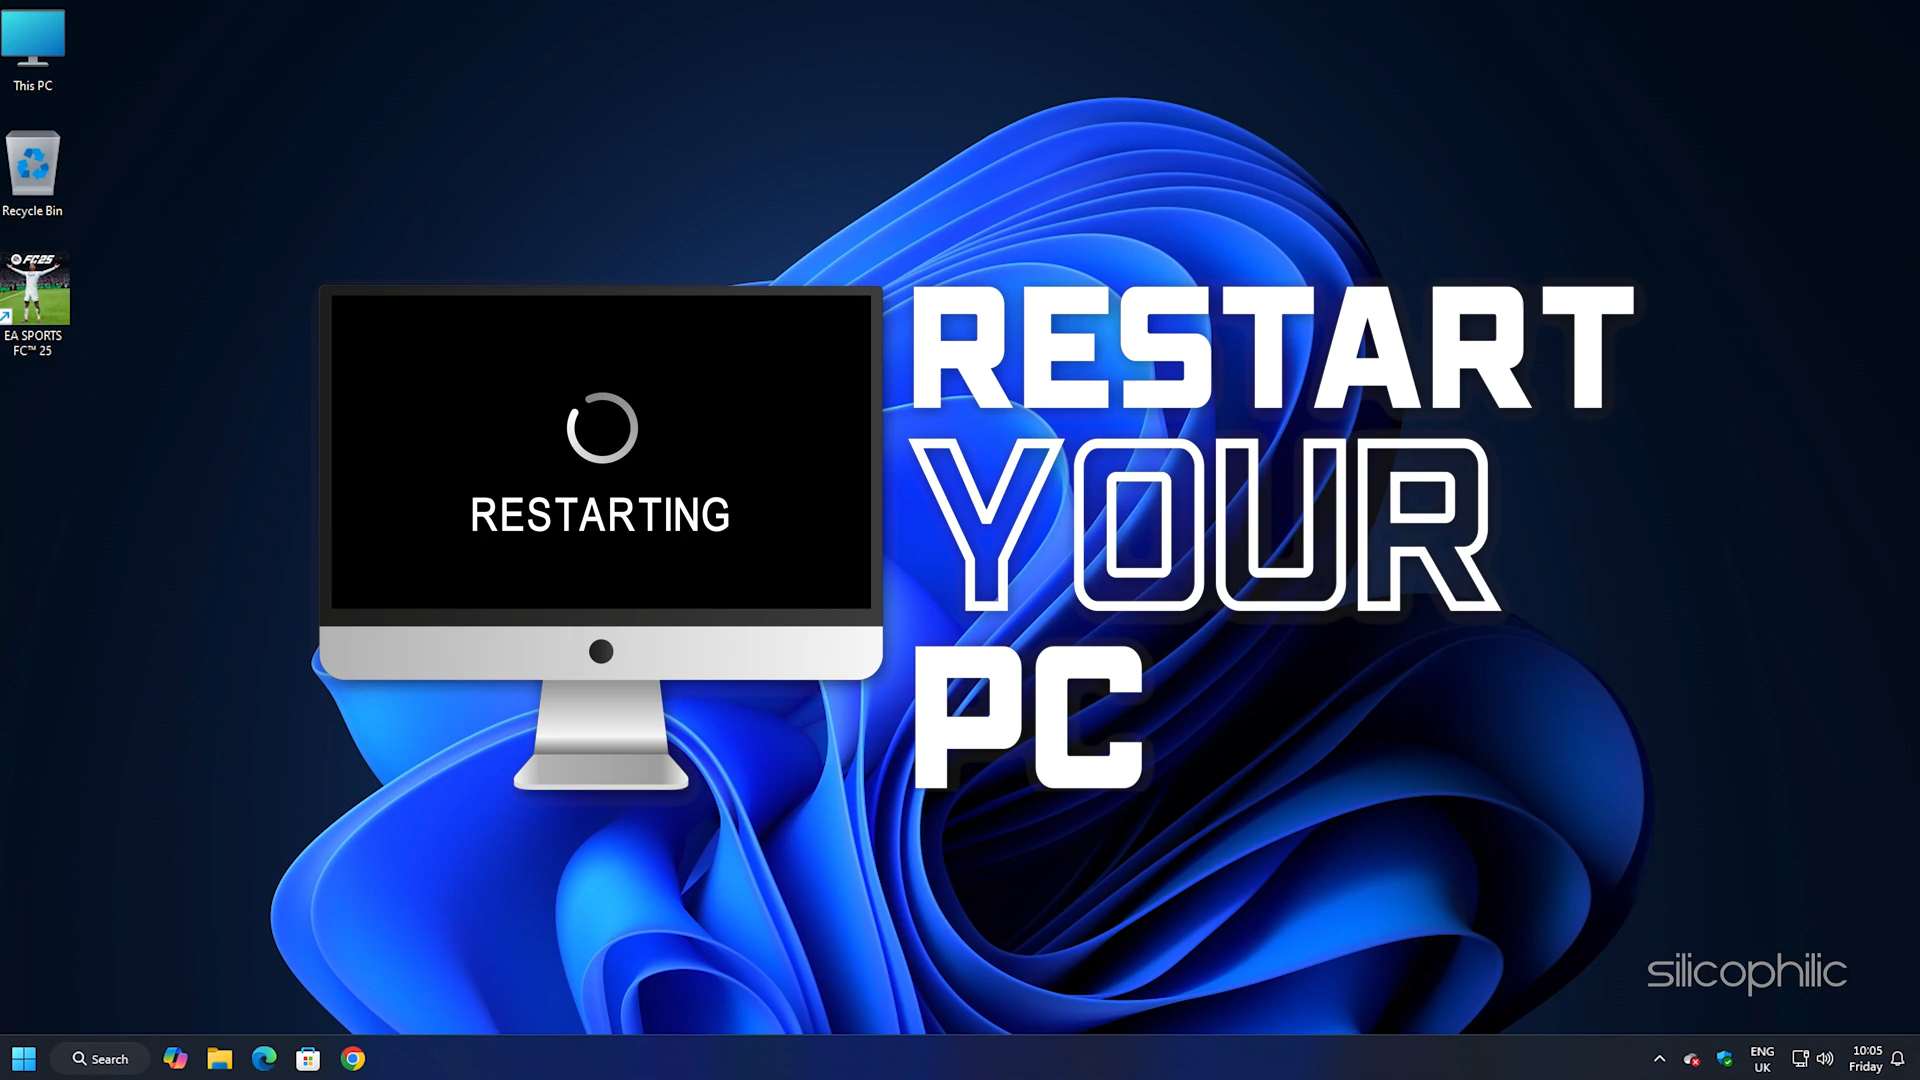 This PC
Recycle Bin
FC25
EA SPORTS
FC™ 25
RESTARTING
RESTART
YOUR
PC
silicophilic
Search
ENG
UK
10:05
Friday